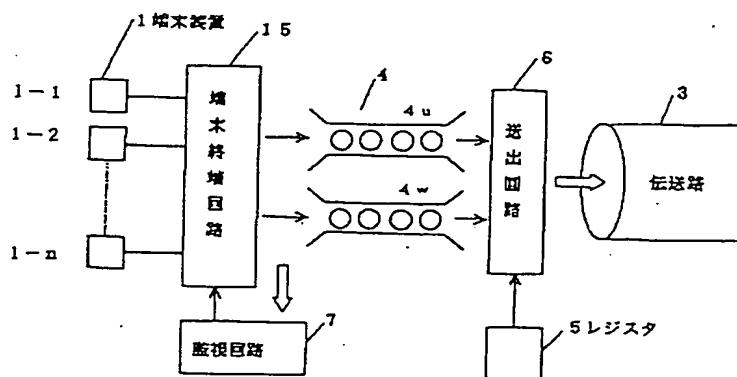 1端末装置
15
1-1
1-2
1-n
端末終端回路
4
4u
4w
6
送出回路
3
伝送路
7
監視回路
5レジスタ